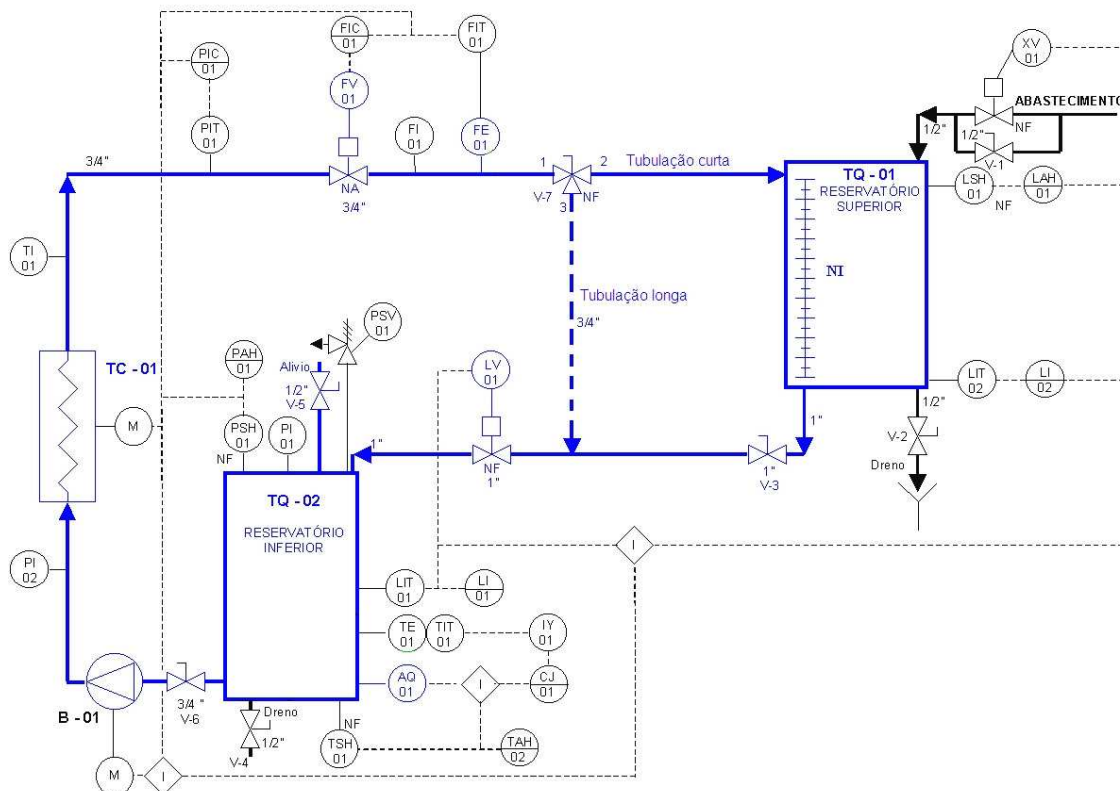 FIC
01
FIT
01
XV
01
PIC
01
FV
01
PIT
01
FI
01
FE
01
ABASTECIMENTO
1/2"
1/2"
NF
V-1
3/4"
NA
3/4"
1
2
Tubulação curta
V-7
3
NF
TQ - 01
RESERVATÓRIO
SUPERIOR
LSH
01
NF
LAH
01
TI
01
NI
Tubulação longa
3/4"
PSV
01
PAH
01
Alivio
1/2"
V-5
LV
01
TC - 01
LIT
02
LI
02
M
PSH
01
NF
PI
01
1"
NF
1"
1"
V-3
1"
1/2"
V-2
Dreno
TQ - 02
RESERVATÓRIO
INFERIOR
I
PI
02
LIT
01
LI
01
TE
01
TIT
01
IY
01
AQ
01
I
CJ
01
B - 01
3/4 "
V-6
Dreno
1/2"
V-4
NF
TSH
01
TAH
02
M
I